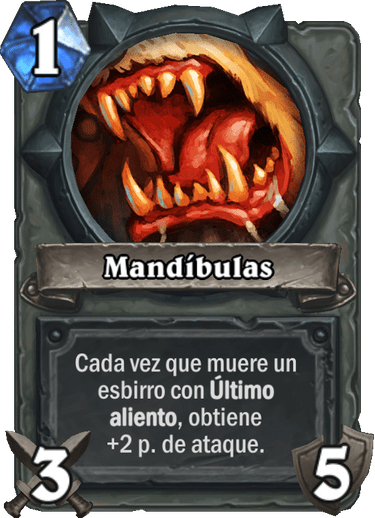 1
Mandíbulas
Cada vez que muere un
esbirro con Último
aliento, obtiene
+2 p. de ataque.
3
5